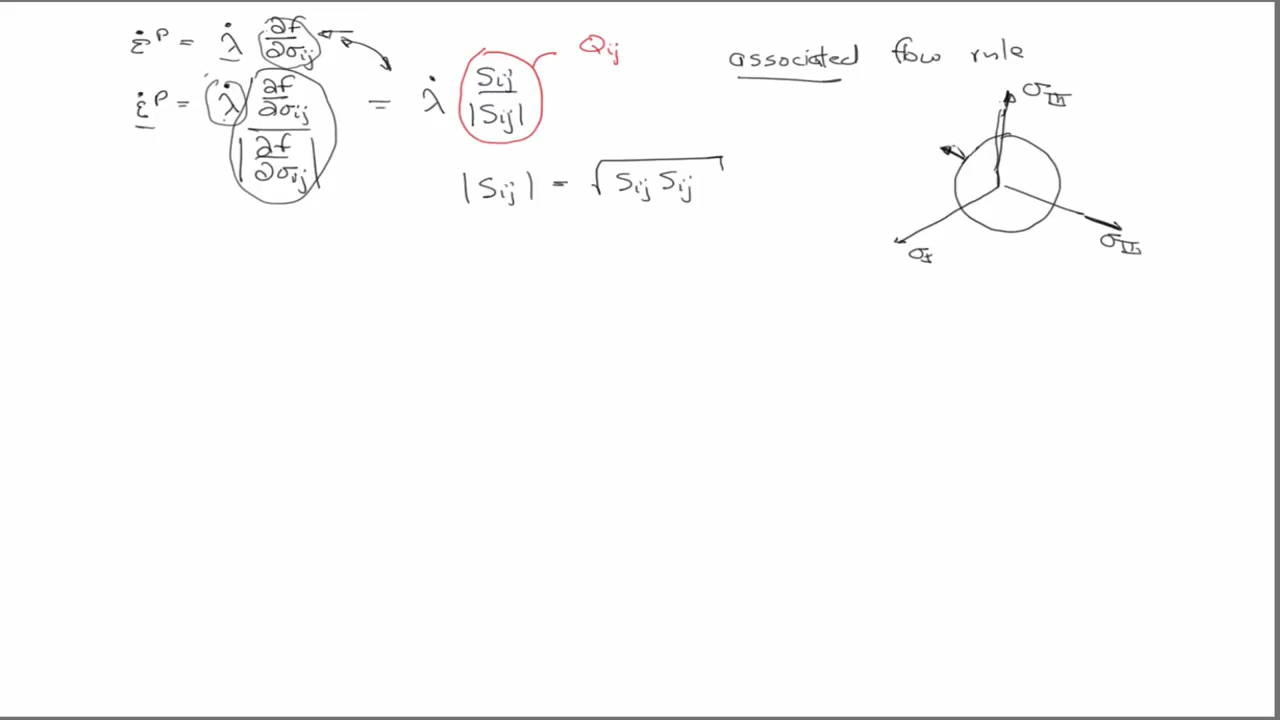 ε̇ᴾ = λ̇ ∂f/∂σij
associated flow rule
ε̇ᴾ = λ̇ (∂f/∂σij) / |∂f/∂σij| = λ̇ Sij/|Sij|
Qij
|Sij| = √(Sij Sij)
σIII
σII
σI